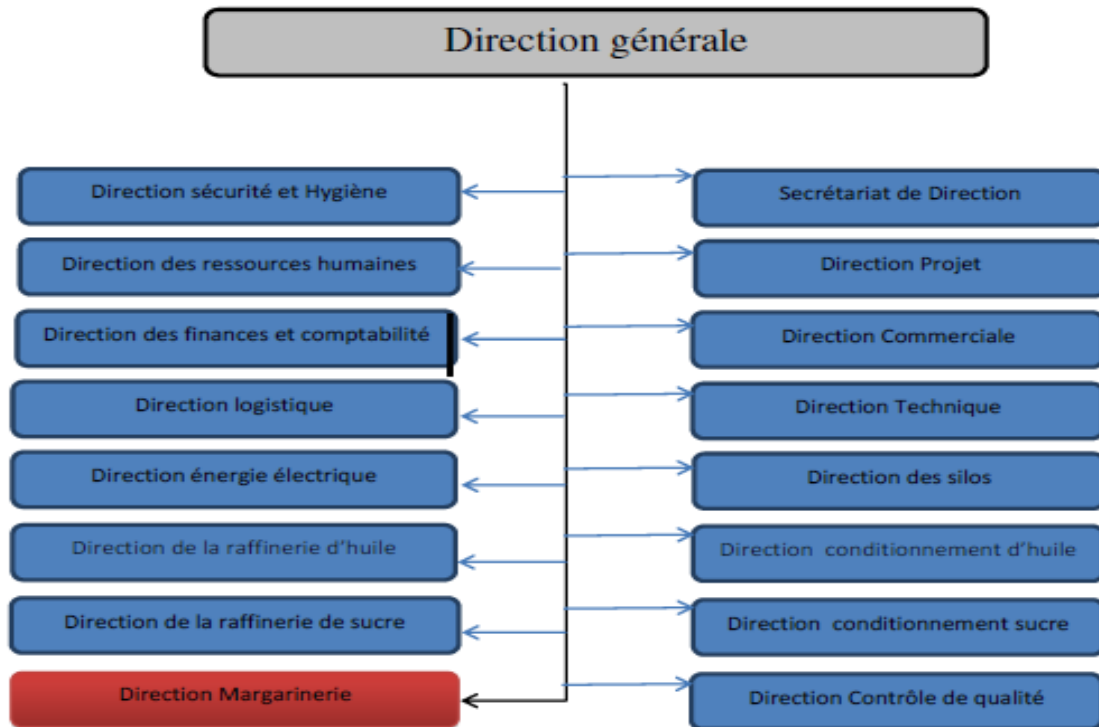 Direction générale
Direction sécurité et Hygiène
Secrétariat de Direction
Direction des ressources humaines
Direction Projet
Direction des finances et comptabilité
Direction Commerciale
Direction logistique
Direction Technique
Direction énergie électrique
Direction des silos
Direction de la raffinerie d’huile
Direction conditionnement d’huile
Direction de la raffinerie de sucre
Direction conditionnement sucre
Direction Margarinerie
Direction Contrôle de qualité